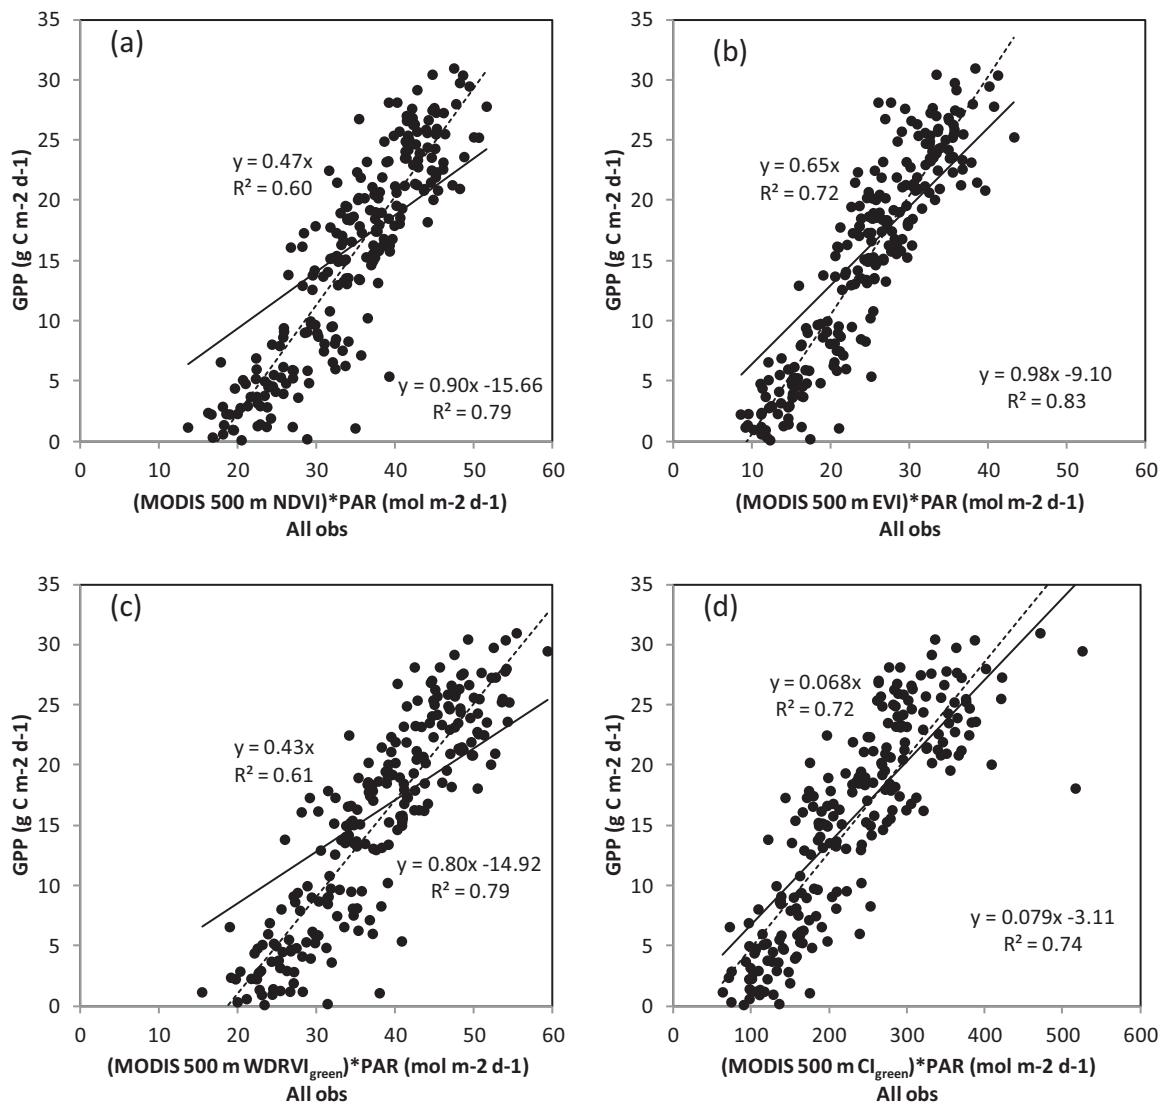 (a)
GPP (g C m-2 d-1)
35
30
25
20
15
10
5
0
y = 0.47x
R² = 0.60
y = 0.90x -15.66
R² = 0.79
0 10 20 30 40 50 60
(MODIS 500 m NDVI)*PAR (mol m-2 d-1)
All obs
(b)
GPP (g C m-2 d-1)
35
30
25
20
15
10
5
0
y = 0.65x
R² = 0.72
y = 0.98x -9.10
R² = 0.83
0 10 20 30 40 50 60
(MODIS 500 m EVI)*PAR (mol m-2 d-1)
All obs
(c)
GPP (g C m-2 d-1)
35
30
25
20
15
10
5
0
y = 0.43x
R² = 0.61
y = 0.80x -14.92
R² = 0.79
0 10 20 30 40 50 60
(MODIS 500 m WDRVIgreen)*PAR (mol m-2 d-1)
All obs
(d)
GPP (g C m-2 d-1)
35
30
25
20
15
10
5
0
y = 0.068x
R² = 0.72
y = 0.079x -3.11
R² = 0.74
0 100 200 300 400 500 600
(MODIS 500 m CIgreen)*PAR (mol m-2 d-1)
All obs